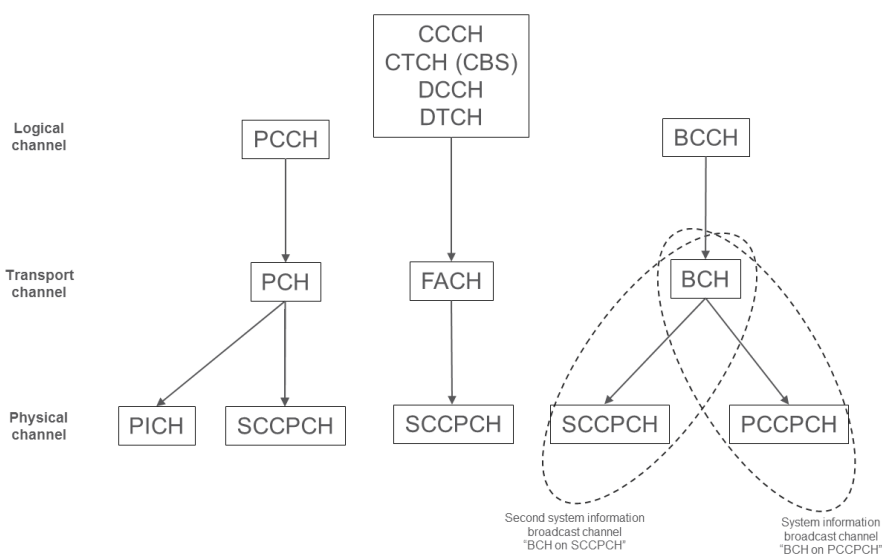 CCCH
CTCH (CBS)
DCCH
DTCH
Logical
channel
PCCH
BCCH
Transport
channel
PCH
FACH
BCH
Physical
channel
PICH
SCCPCH
SCCPCH
SCCPCH
PCCPCH
Second system information
broadcast channel
"BCH on SCCPCH"
System information
broadcast channel
"BCH on PCCPCH"